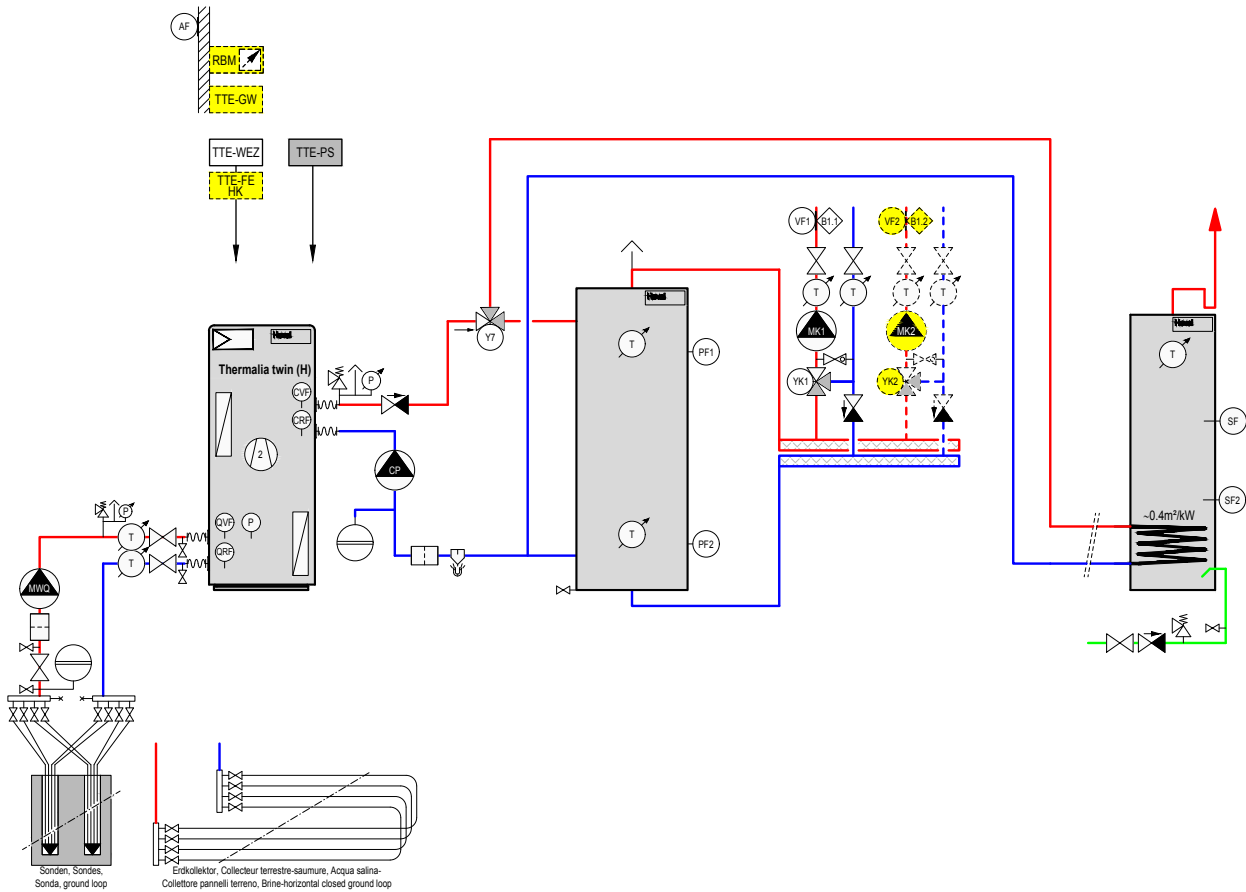 AF
RBM
TTE-GW
TTE-WEZ
TTE-PS
TTE-FE
HK
VF1
B1.1
VF2
B1.2
T
T
T
T
MK1
MK2
YK1
YK2
Y7
T
PF1
T
PF2
T
SF
SF2
~0.4m²/kW
Thermalia twin (H)
P
CVF
CRF
2
CP
QVF
P
QRF
P
T
T
MWQ
Sonden, Sondes,
Sonda, ground loop
Erdkollektor, Collecteur terrestre-saumure, Acqua salina-
Collettore pannelli terreno, Brine-horizontal closed ground loop